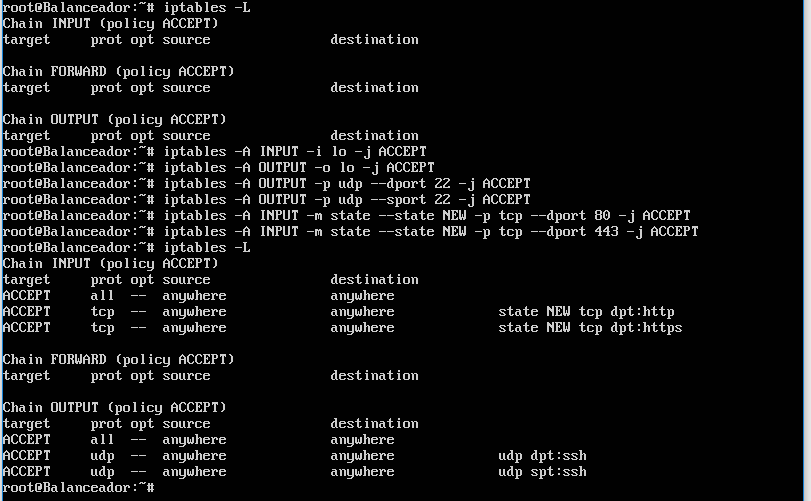 root@Balanceador:~# iptables -L
Chain INPUT (policy ACCEPT)
target     prot opt source               destination

Chain FORWARD (policy ACCEPT)
target     prot opt source               destination

Chain OUTPUT (policy ACCEPT)
target     prot opt source               destination
root@Balanceador:~# iptables -A INPUT -i lo -j ACCEPT
root@Balanceador:~# iptables -A OUTPUT -o lo -j ACCEPT
root@Balanceador:~# iptables -A OUTPUT -p udp --dport 22 -j ACCEPT
root@Balanceador:~# iptables -A OUTPUT -p udp --sport 22 -j ACCEPT
root@Balanceador:~# iptables -A INPUT -m state --state NEW -p tcp --dport 80 -j ACCEPT
root@Balanceador:~# iptables -A INPUT -m state --state NEW -p tcp --dport 443 -j ACCEPT
root@Balanceador:~# iptables -L
Chain INPUT (policy ACCEPT)
target     prot opt source               destination
ACCEPT     all  --  anywhere             anywhere
ACCEPT     tcp  --  anywhere             anywhere             state NEW tcp dpt:http
ACCEPT     tcp  --  anywhere             anywhere             state NEW tcp dpt:https

Chain FORWARD (policy ACCEPT)
target     prot opt source               destination

Chain OUTPUT (policy ACCEPT)
target     prot opt source               destination
ACCEPT     all  --  anywhere             anywhere
ACCEPT     udp  --  anywhere             anywhere             udp dpt:ssh
ACCEPT     udp  --  anywhere             anywhere             udp spt:ssh
root@Balanceador:~#